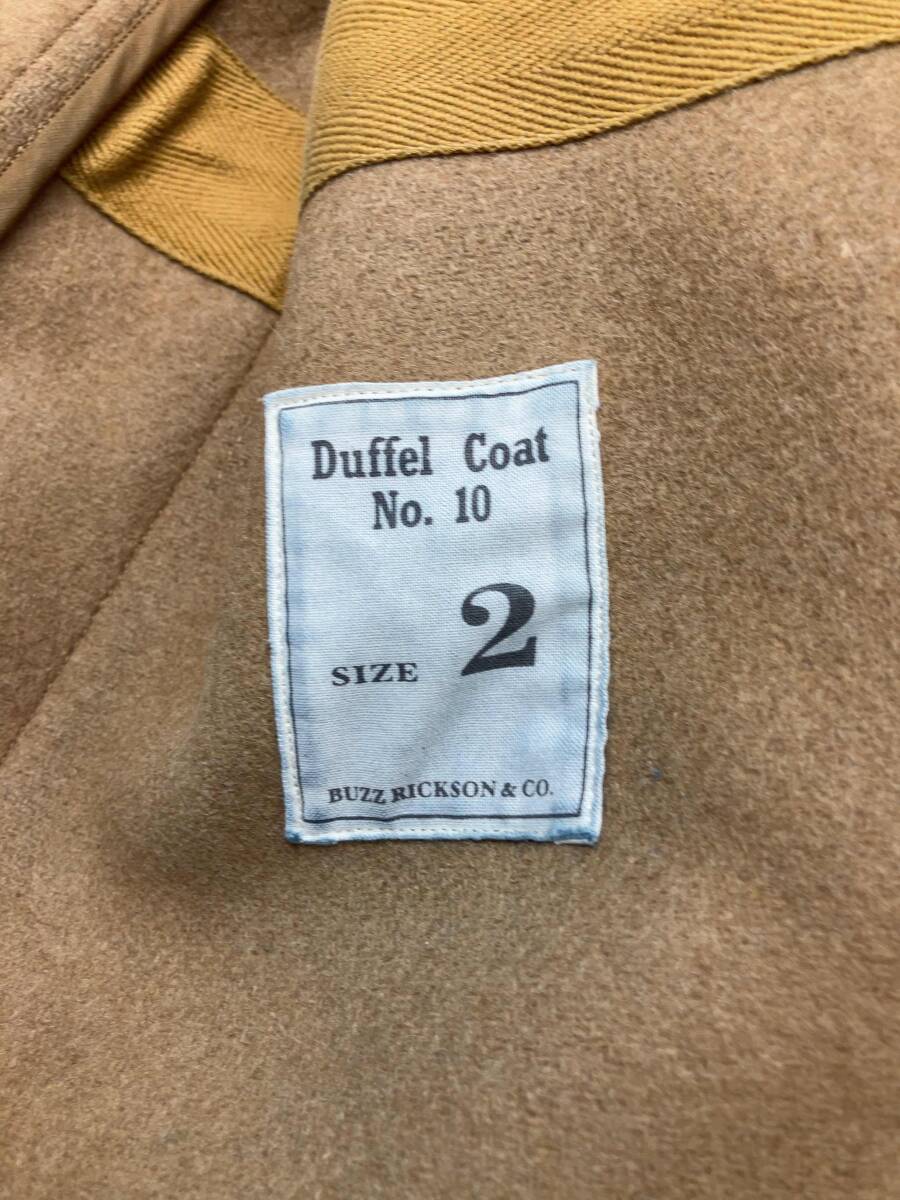 Duffel Coat
No. 10
SIZE 2
BUZZ RICKSON & CO.